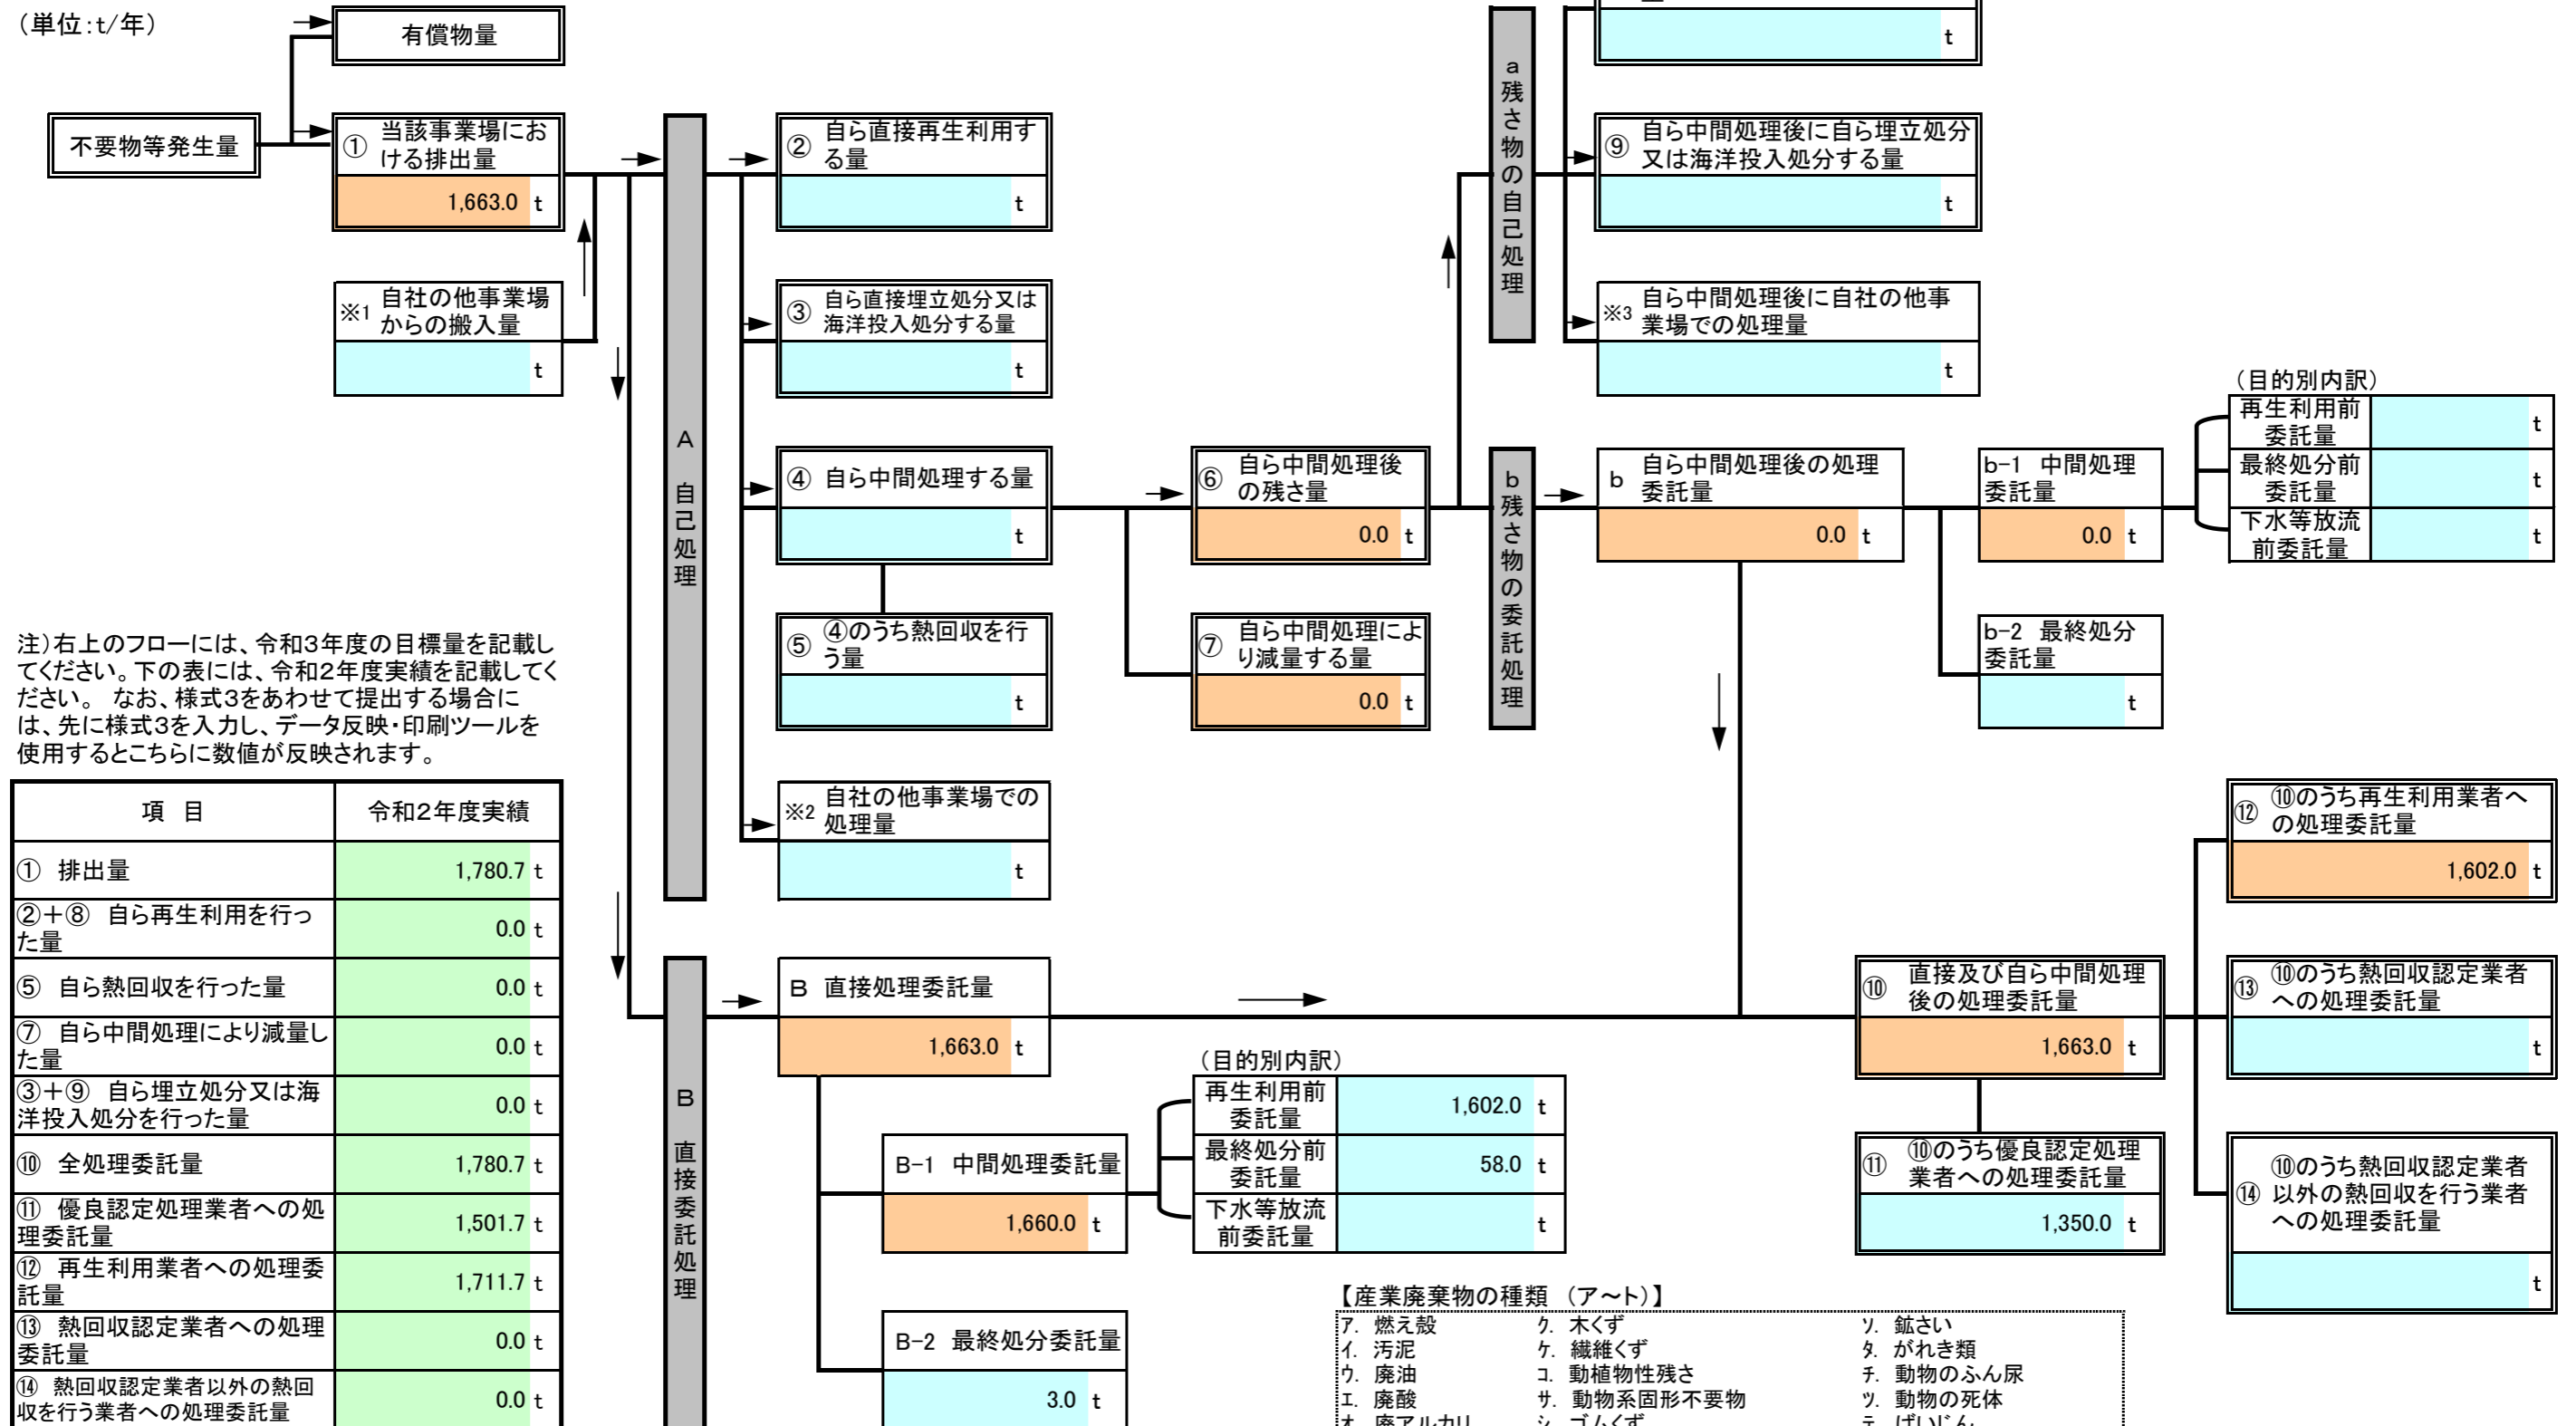 （単位：t/年）
有償物量
t
不要物等発生量
① 当該事業場にお
ける排出量
1,663.0 t
※1 自社の他事業場
からの搬入量
t
A 自己処理
② 自ら直接再生利用す
る量
t
③ 自ら直接埋立処分又は
海洋投入処分する量
t
④ 自ら中間処理する量
t
⑤ ④のうち熱回収を行
う量
t
※2 自社の他事業場での
処理量
t
⑥ 自ら中間処理後
の残さ量
0.0 t
⑦ 自ら中間処理によ
り減量する量
0.0 t
a 残さ物の自己処理
⑨ 自ら中間処理後に自ら埋立処分
又は海洋投入処分する量
t
※3 自ら中間処理後に自社の他事
業場での処理量
t
b 残さ物の委託処理
b 自ら中間処理後の処理
委託量
0.0 t
b-1 中間処理
委託量
0.0 t
b-2 最終処分
委託量
t
（目的別内訳）
再生利用前
委託量
t
最終処分前
委託量
t
下水等放流
前委託量
t
注）右上のフローには、令和3年度の目標量を記載し
てください。下の表には、令和2年度実績を記載してく
ださい。 なお、様式3をあわせて提出する場合に
は、先に様式3を入力し、データ反映・印刷ツールを
使用するとこちらに数値が反映されます。
項 目 令和2年度実績
① 排出量 1,780.7 t
②＋⑧ 自ら再生利用を行っ
た量 0.0 t
⑤ 自ら熱回収を行った量 0.0 t
⑦ 自ら中間処理により減量し
た量 0.0 t
③＋⑨ 自ら埋立処分又は海
洋投入処分を行った量 0.0 t
⑩ 全処理委託量 1,780.7 t
⑪ 優良認定処理業者への処
理委託量 1,501.7 t
⑫ 再生利用業者への処理委
託量 1,711.7 t
⑬ 熱回収認定業者への処理
委託量 0.0 t
⑭ 熱回収認定業者以外の熱回
収を行う業者への処理委託量 0.0 t
B 直接委託処理
B 直接処理委託量
1,663.0 t
B-1 中間処理委託量
1,660.0 t
B-2 最終処分委託量
3.0 t
（目的別内訳）
再生利用前
委託量
1,602.0 t
最終処分前
委託量
58.0 t
下水等放流
前委託量
t
⑩ 直接及び自ら中間処理
後の処理委託量
1,663.0 t
⑪ ⑩のうち優良認定処理
業者への処理委託量
1,350.0 t
⑫ ⑩のうち再生利用業者へ
の処理委託量
1,602.0 t
⑬ ⑩のうち熱回収認定業者
への処理委託量
t
⑭ ⑩のうち熱回収認定業者
以外の熱回収を行う業者
への処理委託量
t
【産業廃棄物の種類 （ア～ト）】
ｱ. 燃え殻 ｸ. 木くず ｿ. 鉱さい
ｲ. 汚泥 ｹ. 繊維くず ﾀ. がれき類
ｳ. 廃油 ｺ. 動植物性残さ ﾁ. 動物のふん尿
ｴ. 廃酸 ｻ. 動物系固形不要物 ﾂ. 動物の死体
ｵ. 廃アルカリ ｼ. ゴムくず ﾃ. ばいじん